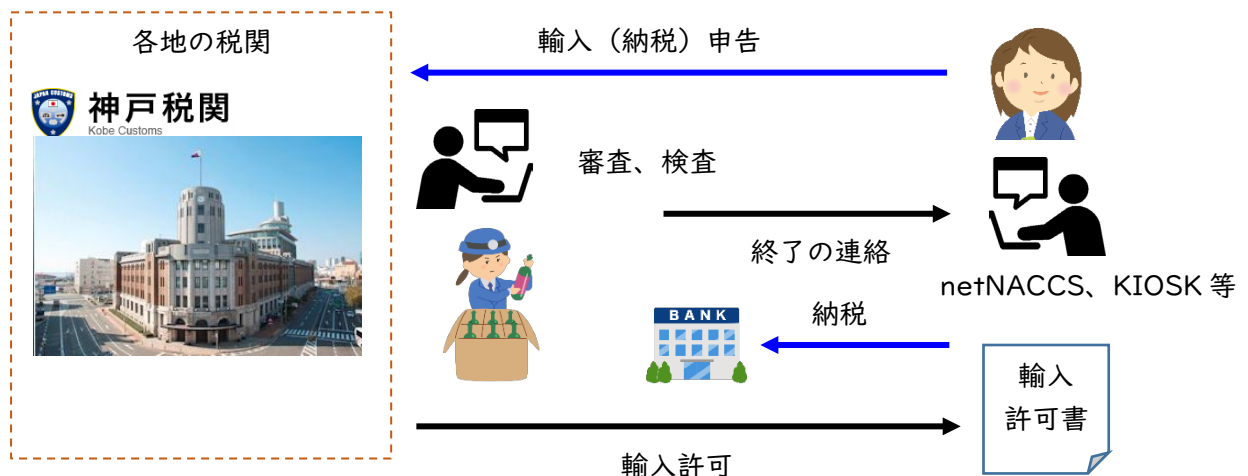 各地の税関
JAPAN CUSTOMS
神戸税関
Kobe Customs
輸入（納税）申告
審査、検査
終了の連絡
netNACCS、KIOSK 等
納税
BANK
輸入
許可書
輸入許可